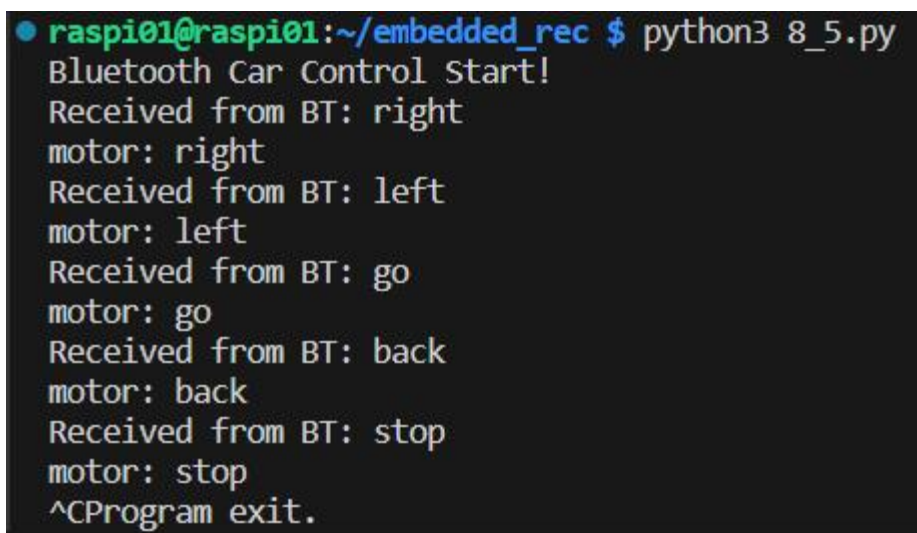 raspi01@raspi01:~/embedded_rec $ python3 8_5.py
Bluetooth Car Control Start!
Received from BT: right
motor: right
Received from BT: left
motor: left
Received from BT: go
motor: go
Received from BT: back
motor: back
Received from BT: stop
motor: stop
^CProgram exit.